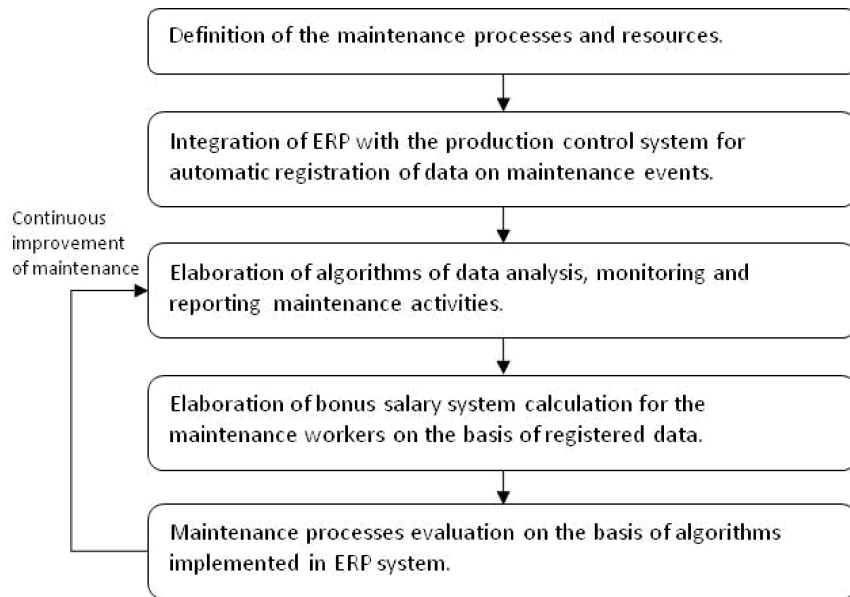 Definition of the maintenance processes and resources.
Integration of ERP with the production control system for
automatic registration of data on maintenance events.
Continuous
improvement
of maintenance
Elaboration of algorithms of data analysis, monitoring and
reporting maintenance activities.
Elaboration of bonus salary system calculation for the
maintenance workers on the basis of registered data.
Maintenance processes evaluation on the basis of algorithms
implemented in ERP system.